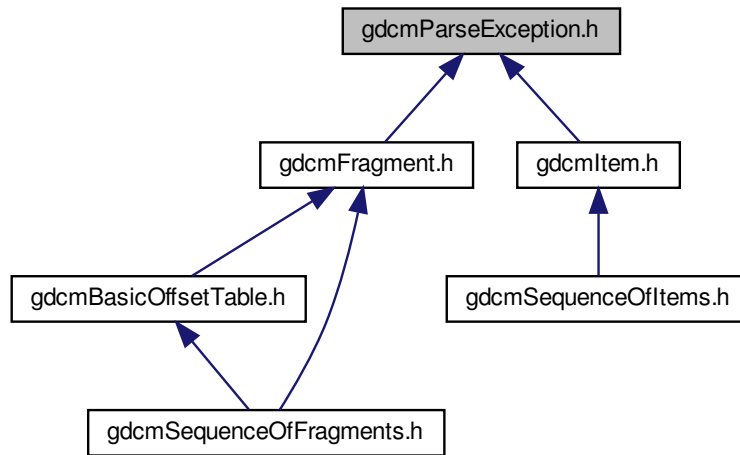 gdcmParseException.h
gdcmFragment.h
gdcmItem.h
gdcmBasicOffsetTable.h
gdcmSequenceOfItems.h
gdcmSequenceOfFragments.h